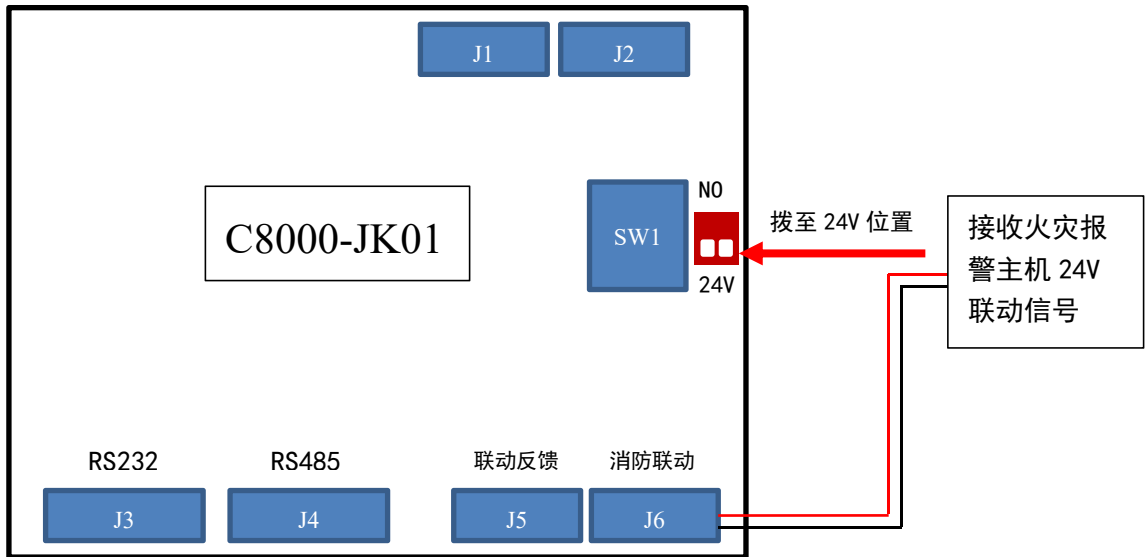 J1
J2
NO
C8000-JK01
SW1
拨至 24V 位置
24V
接收火灾报
警主机 24V
联动信号
RS232
RS485
联动反馈
消防联动
J3
J4
J5
J6